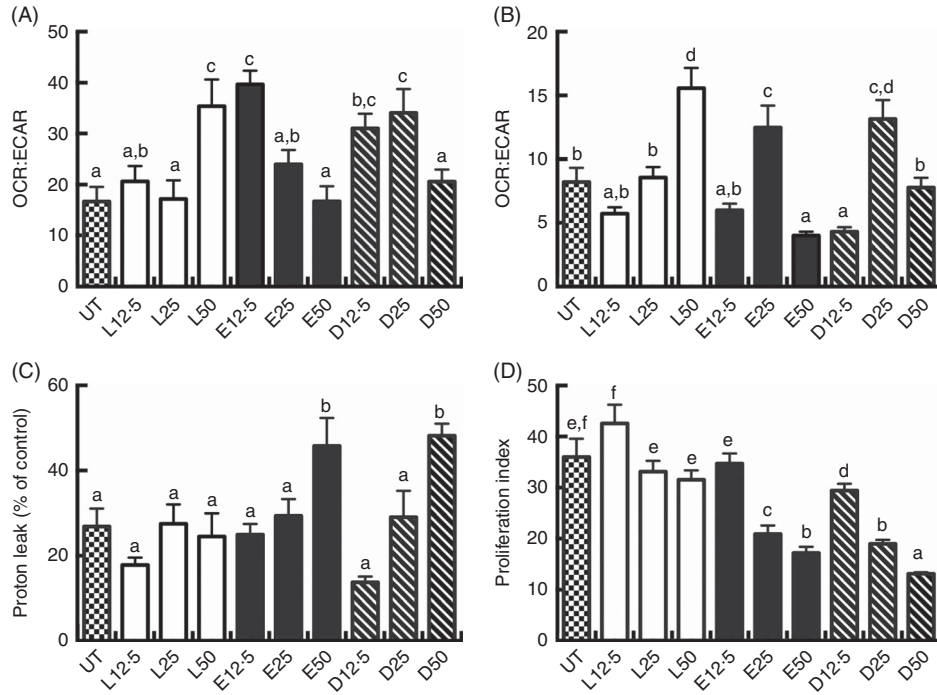 (A)
50
40
30
20
10
0
OCR:ECAR
a
a,b
a
c
c
a,b
a
b,c
c
a
UT
L12·5
L25
L50
E12·5
E25
E50
D12·5
D25
D50
(B)
20
15
10
5
0
OCR:ECAR
b
a,b
b
d
a,b
c
a
a
c,d
b
UT
L12·5
L25
L50
E12·5
E25
E50
D12·5
D25
D50
(C)
60
40
20
0
Proton leak (% of control)
a
a
a
a
a
a
b
a
a
b
UT
L12·5
L25
L50
E12·5
E25
E50
D12·5
D25
D50
(D)
50
40
30
20
10
0
Proliferation index
e,f
f
e
e
e
c
b
d
b
a
UT
L12·5
L25
L50
E12·5
E25
E50
D12·5
D25
D50